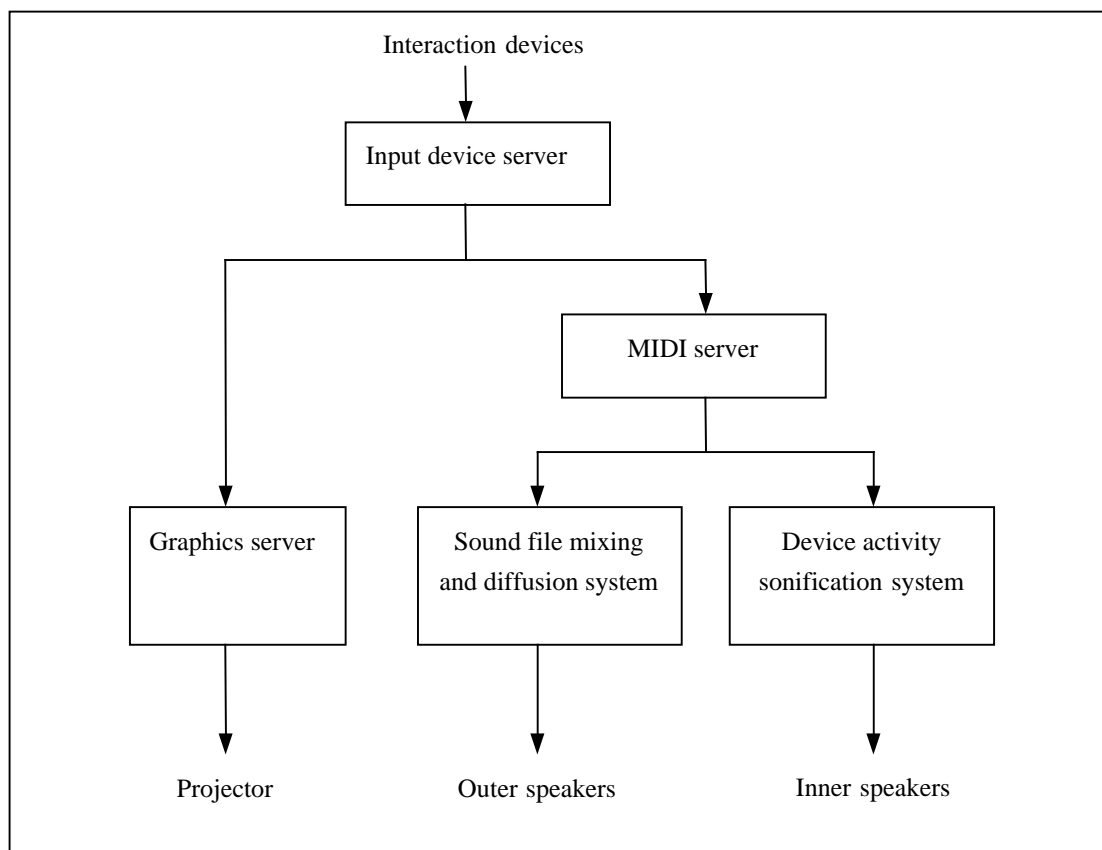 Interaction devices
Input device server
MIDI server
Graphics server
Sound file mixing
and diffusion system
Device activity
sonification system
Projector
Outer speakers
Inner speakers